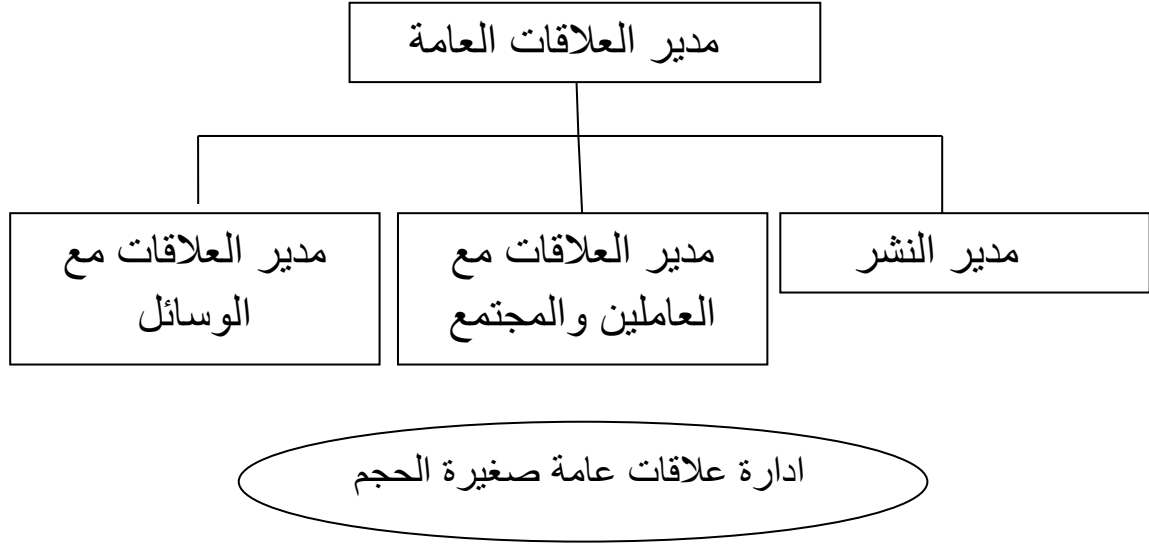 مدير العلاقات العامة
مدير النشر
مدير العلاقات مع
العاملين والمجتمع
مدير العلاقات مع
الوسائل
ادارة علاقات عامة صغيرة الحجم